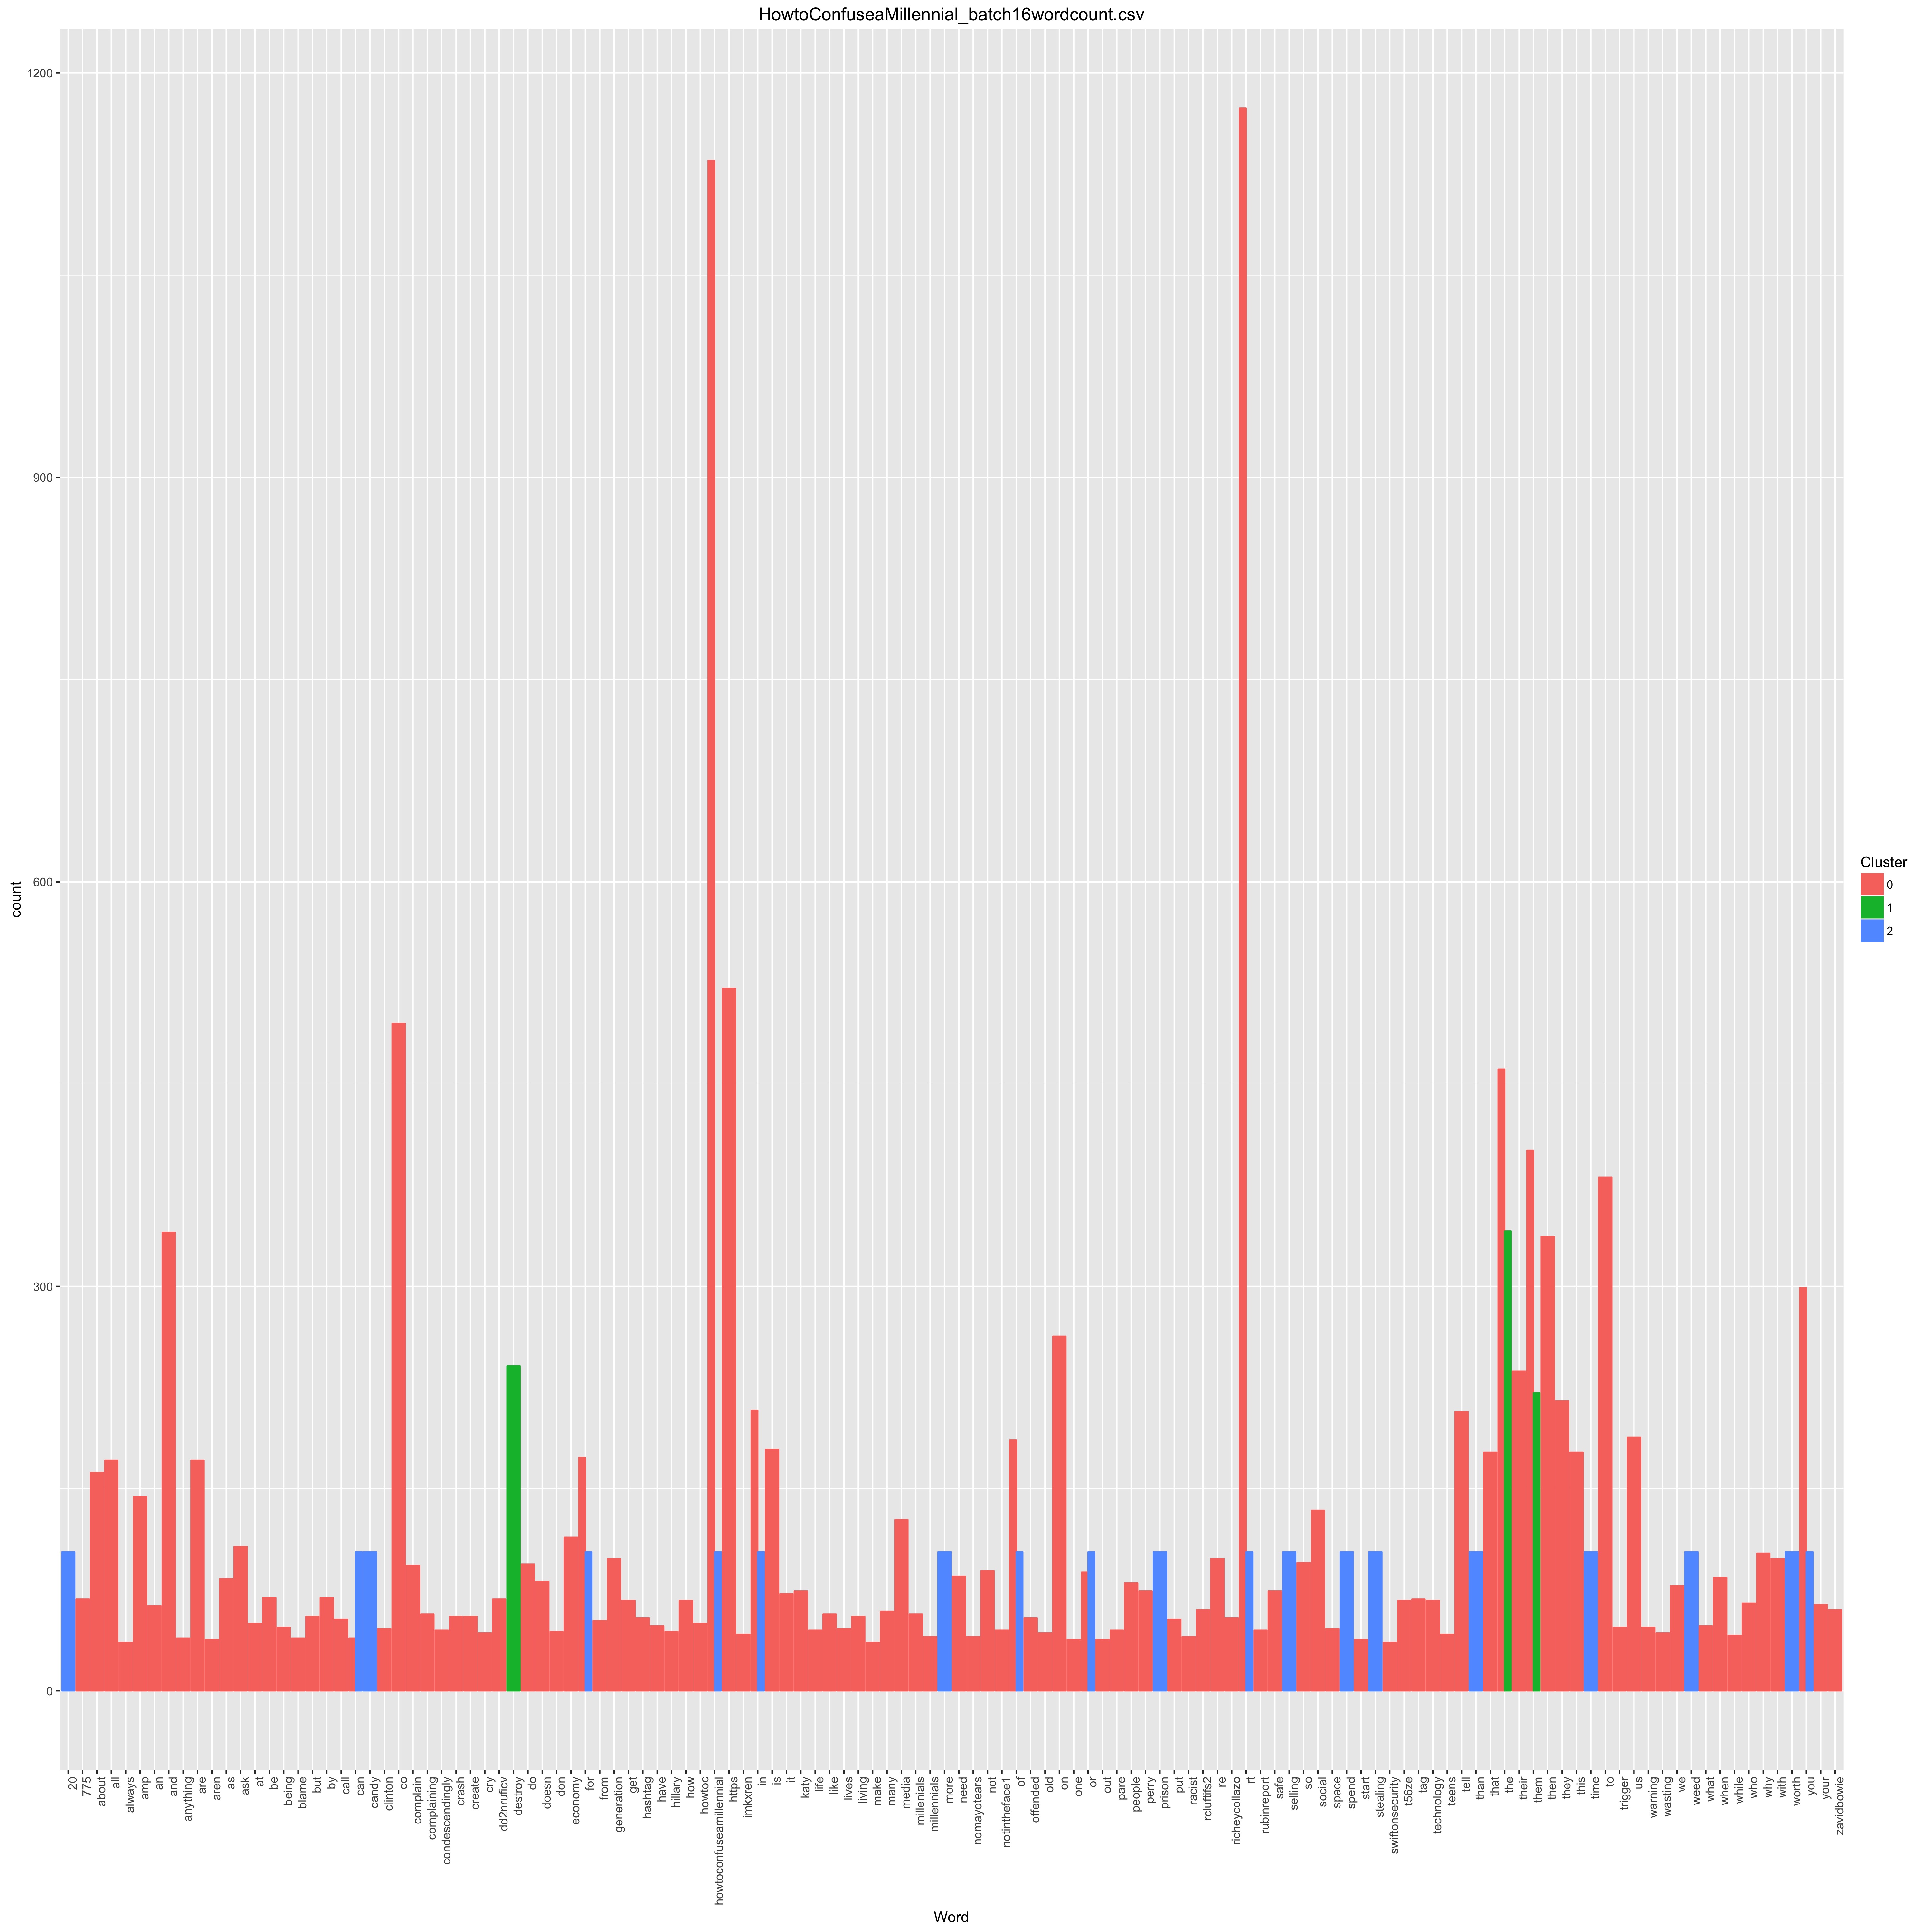 HowtoConfuseaMillennial_batch16wordcount.csv
1200
900
600
300
0
count
Cluster
0
1
2
20
775
about
all
always
amp
an
and
anything
are
aren
as
ask
at
be
being
blame
but
by
call
can
candy
clinton
co
complain
complaining
condescendingly
crash
create
cry
dd2nruficv
destroy
do
doesn
don
economy
for
from
generation
get
hashtag
have
hillary
how
howtoc
howtoconfuseamillennial
https
imkxren
in
is
it
katy
life
like
lives
living
make
many
media
millenials
millennials
more
need
nomayotears
not
notintheface1
of
offended
old
on
one
or
out
pare
people
perry
prison
put
racist
rcluftifs2
re
richeycollazo
rt
rubinreport
safe
selling
so
social
space
spend
start
stealing
swiftonsecurity
t56ze
tag
technology
teens
tell
than
that
the
their
them
then
they
this
time
to
trigger
us
warning
wasting
we
weed
what
when
while
who
why
with
worth
you
your
zavidbowie
Word